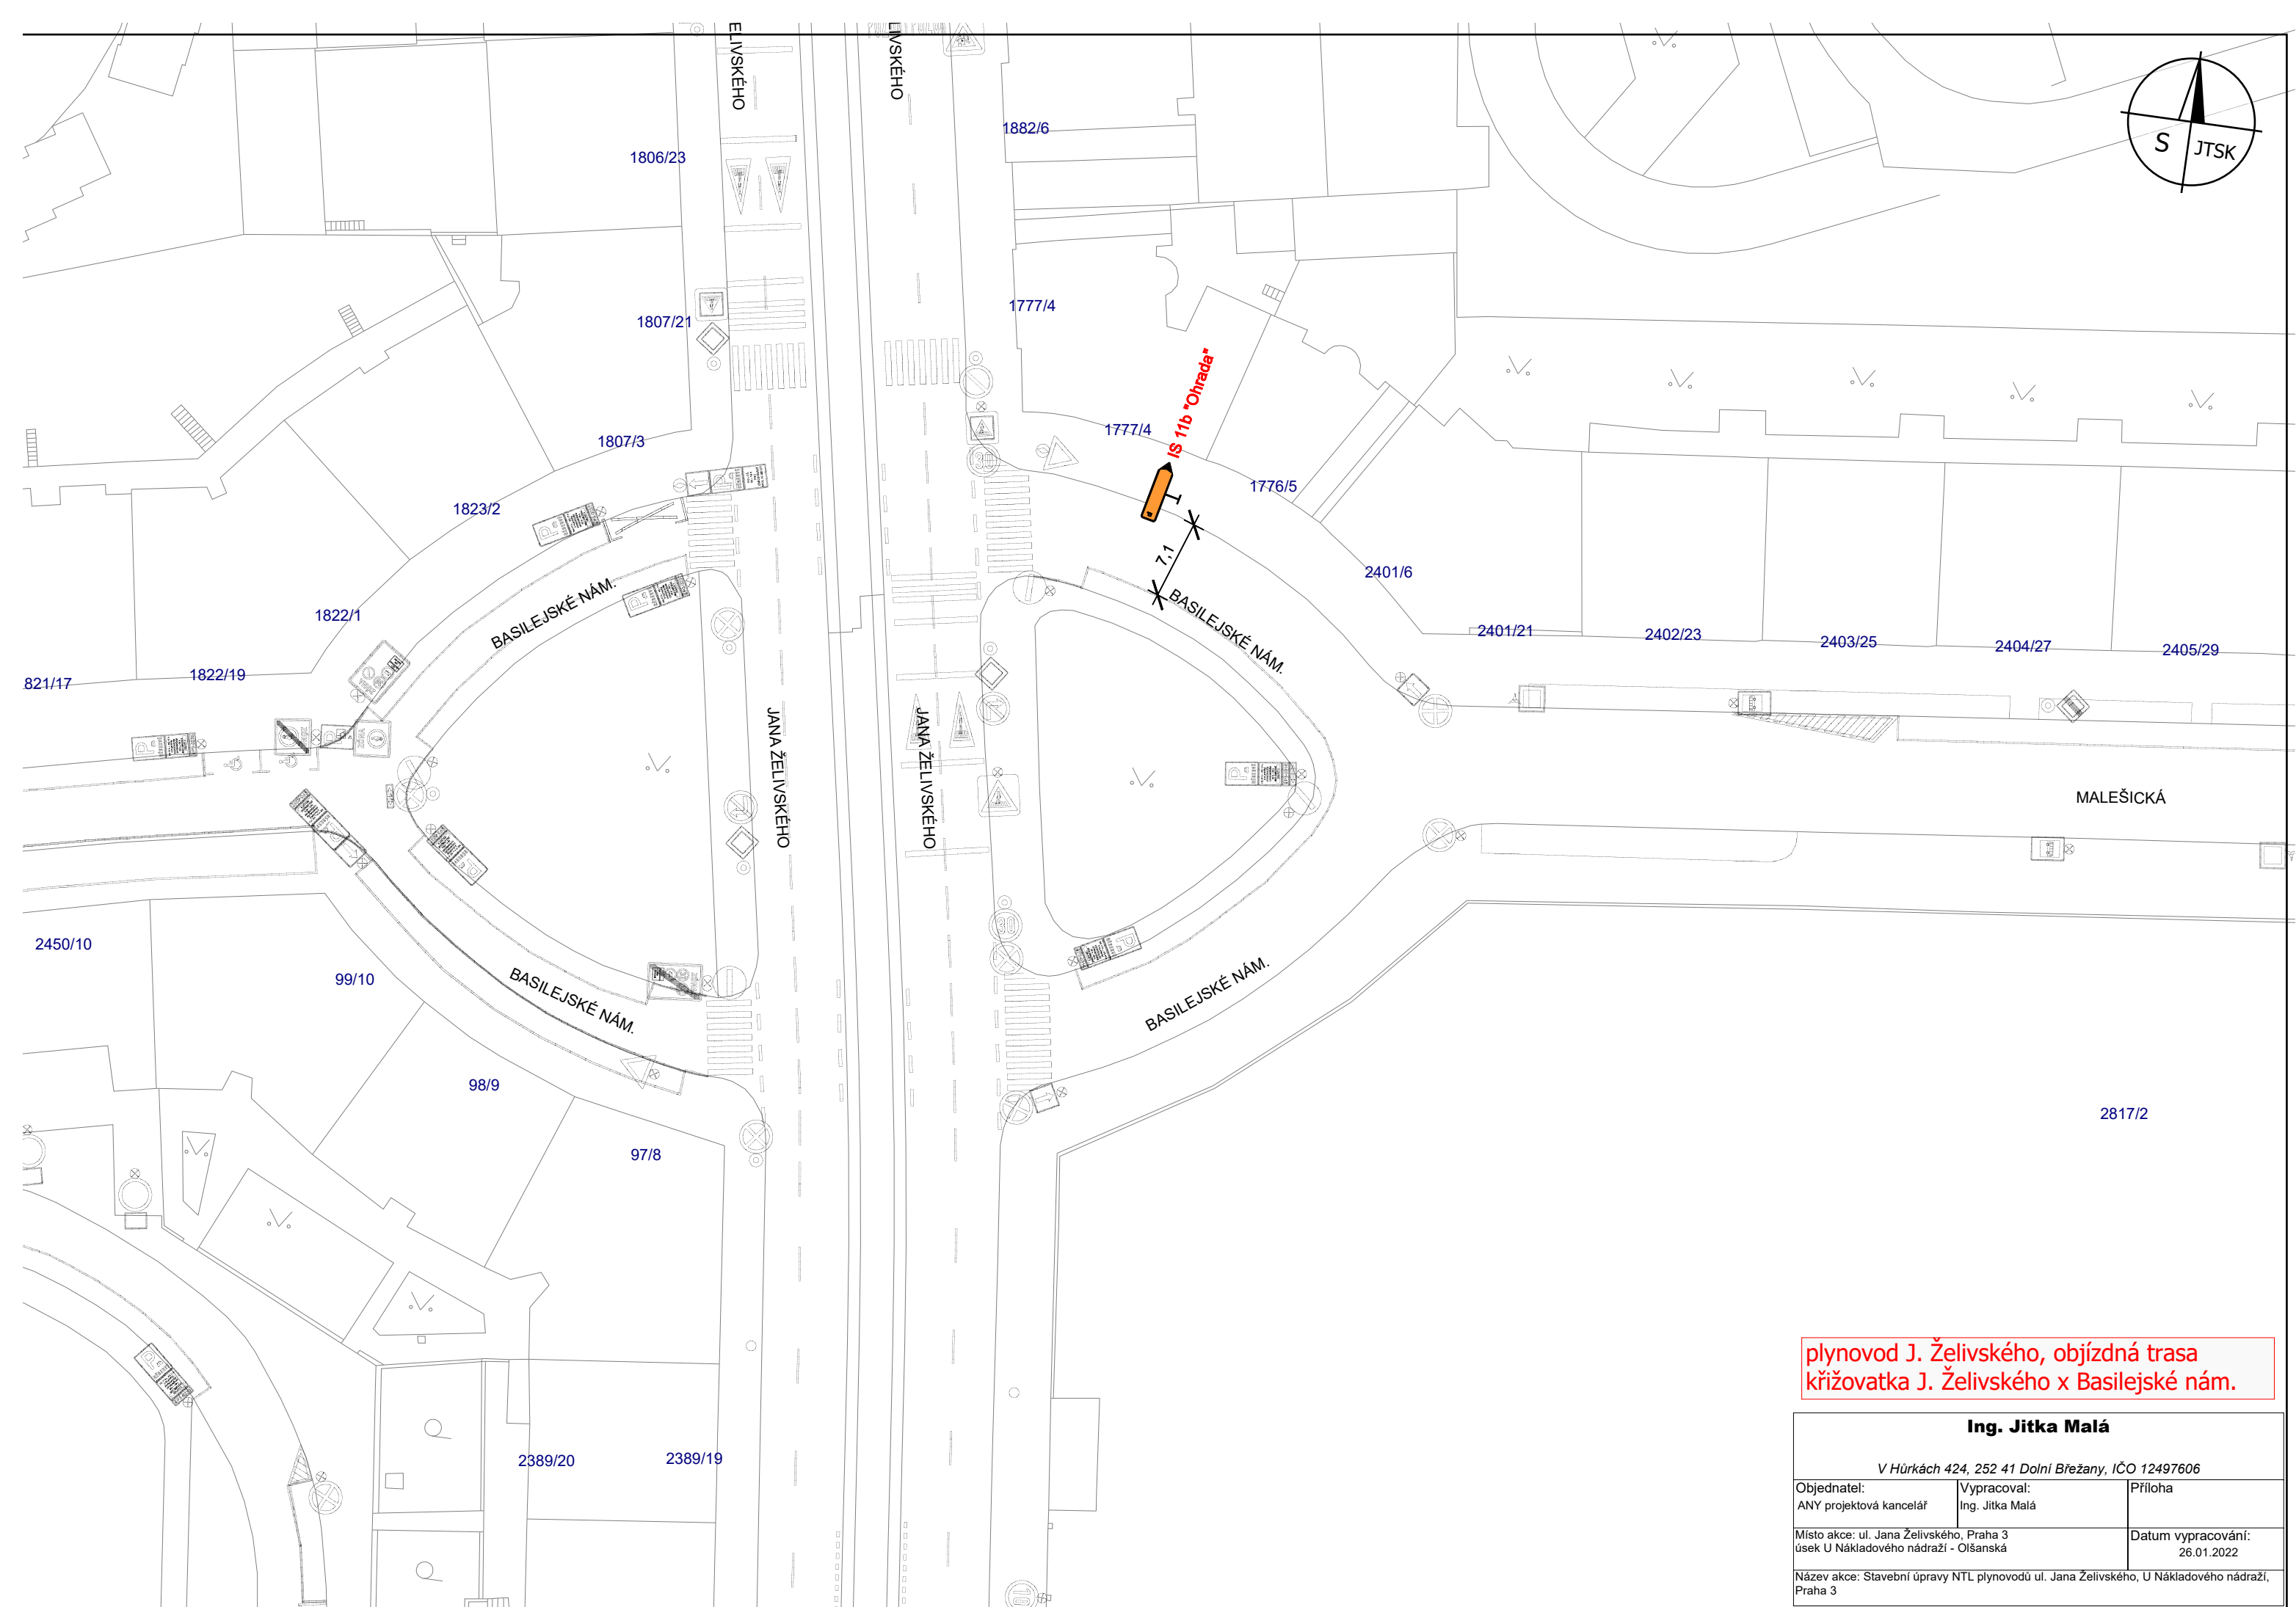 ELIVSKÉHO
LIVSKÉHO
1882/6
1806/23
S
JTSK
1777/4
1807/21
IS 11b "Ohrada"
1777/4
1807/3
1776/5
1823/2
7,1
2401/6
BASILEJSKÉ NÁM.
BASILEJSKÉ NÁM.
1822/1
2401/21
2402/23
2403/25
2404/27
2405/29
821/17
1822/19
JANA ŽELIVSKÉHO
JANA ŽELIVSKÉHO
MALEŠICKÁ
30
30
2450/10
99/10
BASILEJSKÉ NÁM.
BASILEJSKÉ NÁM.
98/9
97/8
2817/2
2389/20
2389/19
plynovod J. Želivského, objízdná trasa
křižovatka J. Želivského x Basilejské nám.
Ing. Jitka Malá
V Hůrkách 424, 252 41 Dolní Břežany, IČO 12497606
Objednatel:
ANY projektová kancelář
Vypracoval:
Ing. Jitka Malá
Příloha
Místo akce: ul. Jana Želivského, Praha 3
úsek U Nákladového nádraží - Olšanská
Datum vypracování:
26.01.2022
Název akce: Stavební úpravy NTL plynovodů ul. Jana Želivského, U Nákladového nádraží,
Praha 3